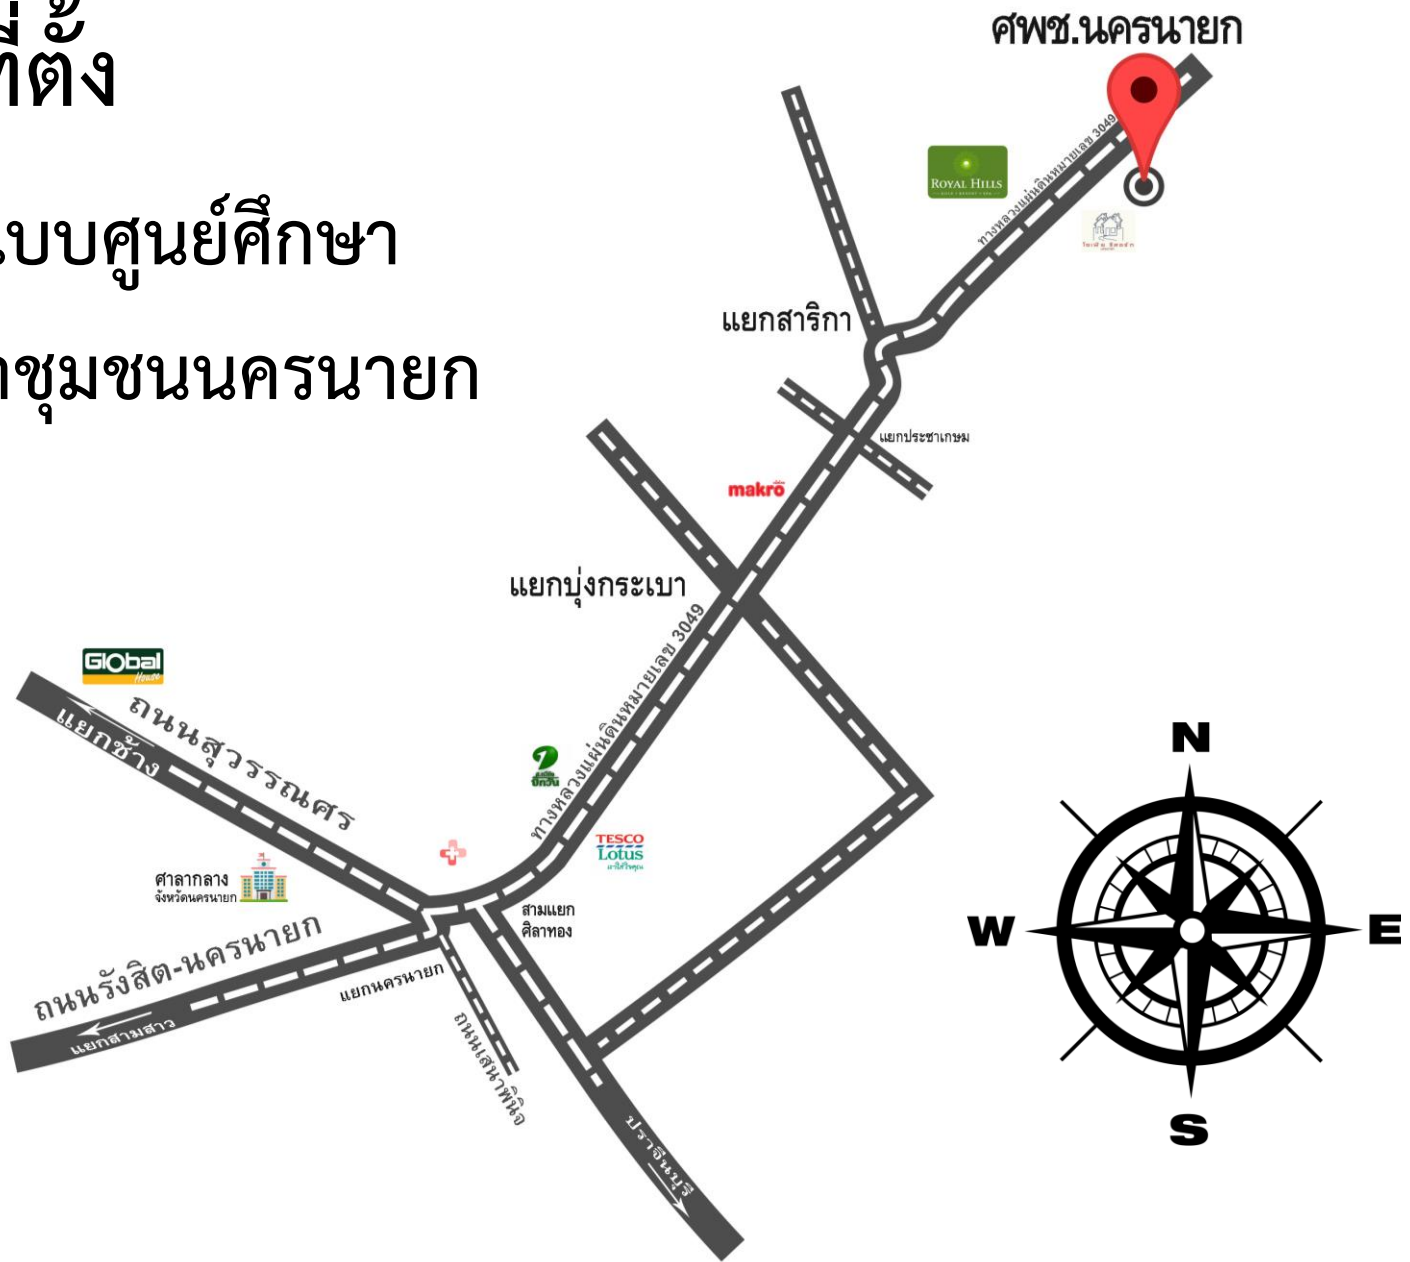 ที่ตั้ง
แบบศูนย์ศึกษา
าชุมชนนครนายก
ศพช.นครนายก
ทางหลวงแผ่นดินหมายเลข 3049
ROYAL HILLS
แยกสาริกา
แยกประชาเกษม
makro
แยกบุ่งกระเบา
ทางหลวงแผ่นดินหมายเลข 3049
Global
House
ถนนสุวรรณศร
แยกช้าง
TESCO
Lotus
ศาลากลาง
จังหวัดนครนายก
สามแยก
ศิลาทอง
ถนนรังสิต-นครนายก
แยกนครนายก
แยกสามสาว
ถนนเสนาพินิจ
ปราจีนบุรี
N
W
E
S